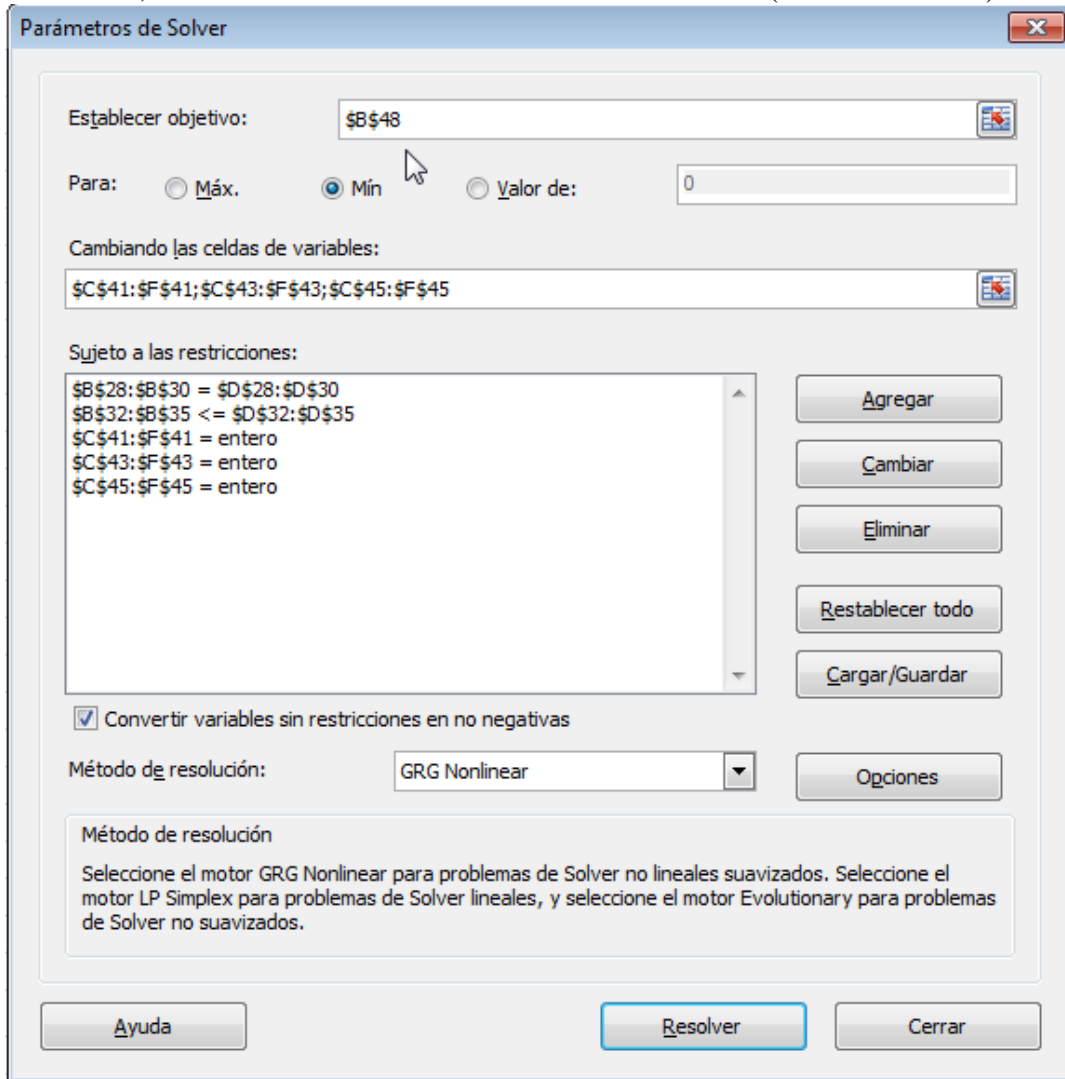 Parámetros de Solver
Establecer objetivo:
$B$48
Para:
Máx.
Mín
Valor de:
0
Cambiando las celdas de variables:
$C$41:$F$41;$C$43:$F$43;$C$45:$F$45
Sujeto a las restricciones:
$B$28:$B$30 = $D$28:$D$30
$B$32:$B$35 <= $D$32:$D$35
$C$41:$F$41 = entero
$C$43:$F$43 = entero
$C$45:$F$45 = entero
Agregar
Cambiar
Eliminar
Restablecer todo
Cargar/Guardar
Convertir variables sin restricciones en no negativas
Método de resolución:
GRG Nonlinear
Opciones
Método de resolución
Seleccione el motor GRG Nonlinear para problemas de Solver no lineales suavizados. Seleccione el
motor LP Simplex para problemas de Solver lineales, y seleccione el motor Evolutionary para problemas
de Solver no suavizados.
Ayuda
Resolver
Cerrar